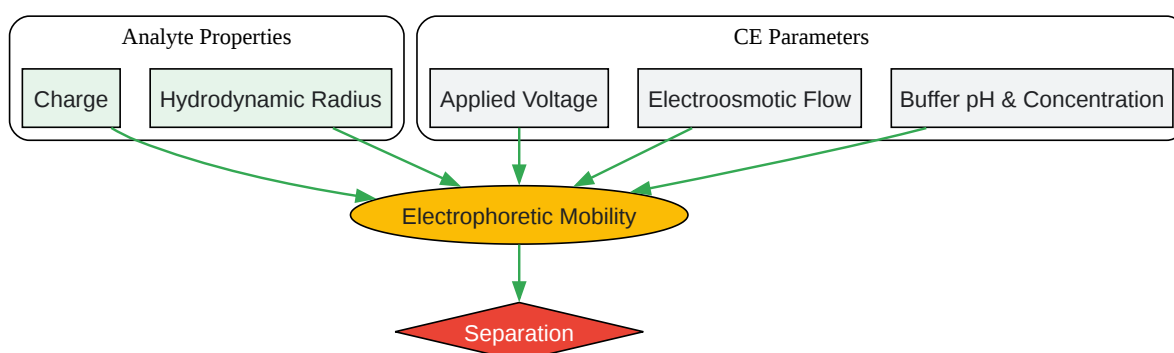 Analyte Properties
CE Parameters
Charge
Hydrodynamic Radius
Applied Voltage
Electroosmotic Flow
Buffer pH & Concentration
Electrophoretic Mobility
Separation